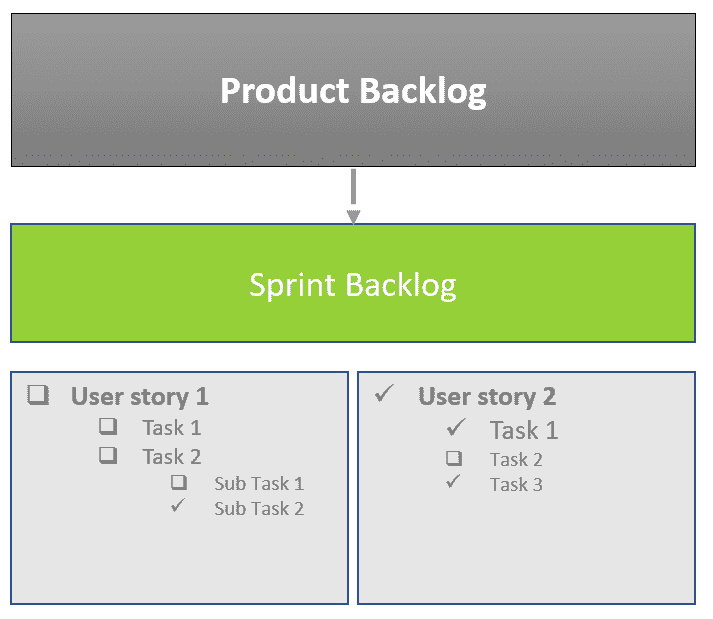 Product Backlog
Sprint Backlog
❑ User story 1
❑ Task 1
❑ Task 2
❑ Sub Task 1
✓ Sub Task 2
✓ User story 2
✓ Task 1
❑ Task 2
✓ Task 3